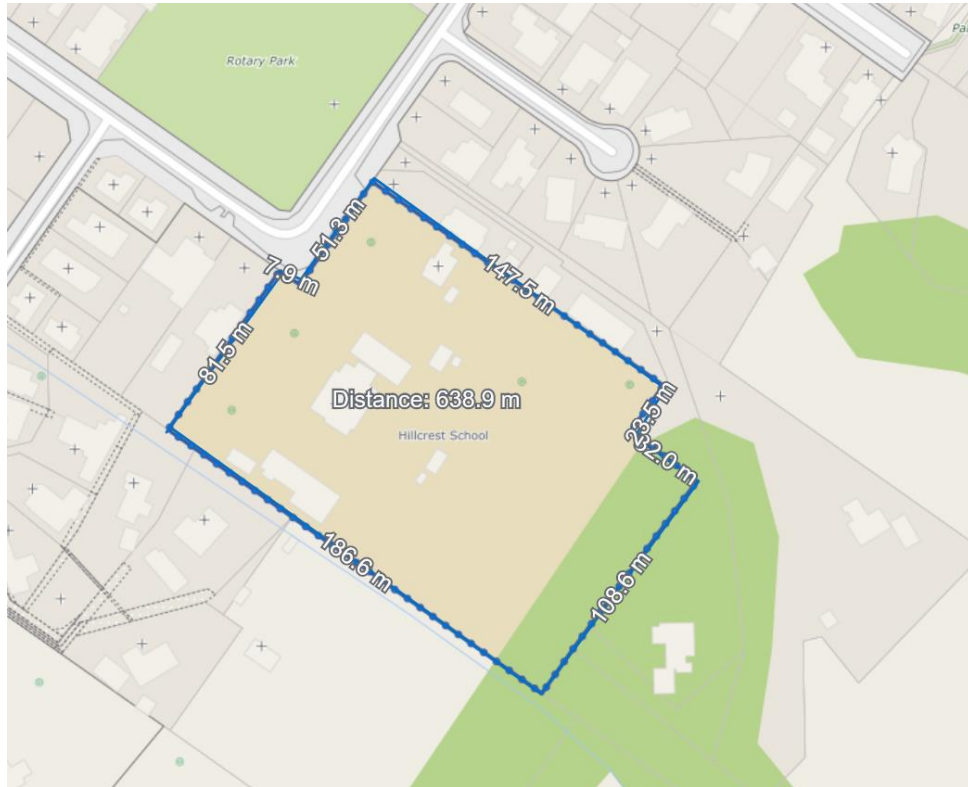 Rotary Park
Pa
51.3 m
7.9 m
147.5 m
81.5 m
23.5 m
32.0 m
Distance: 638.9 m
Hillcrest School
186.6 m
108.6 m